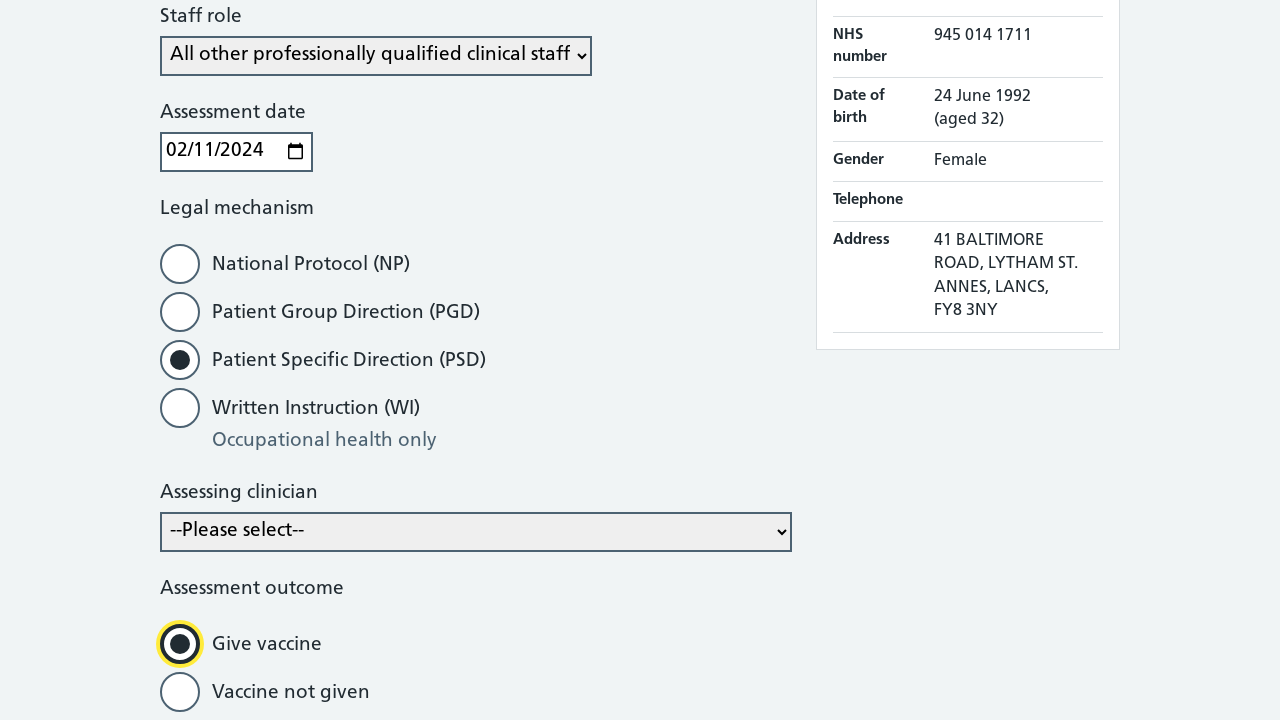 Staff role
All other professionally qualified clinical staff
Assessment date
02/11/2024
Legal mechanism
National Protocol (NP)
Patient Group Direction (PGD)
Patient Specific Direction (PSD)
Written Instruction (WI)
Occupational health only
Assessing clinician
--Please select--
Assessment outcome
Give vaccine
Vaccine not given
NHS number
945 014 1711
Date of birth
24 June 1992
(aged 32)
Gender
Female
Telephone
Address
41 BALTIMORE
ROAD, LYTHAM ST.
ANNES, LANCS,
FY8 3NY